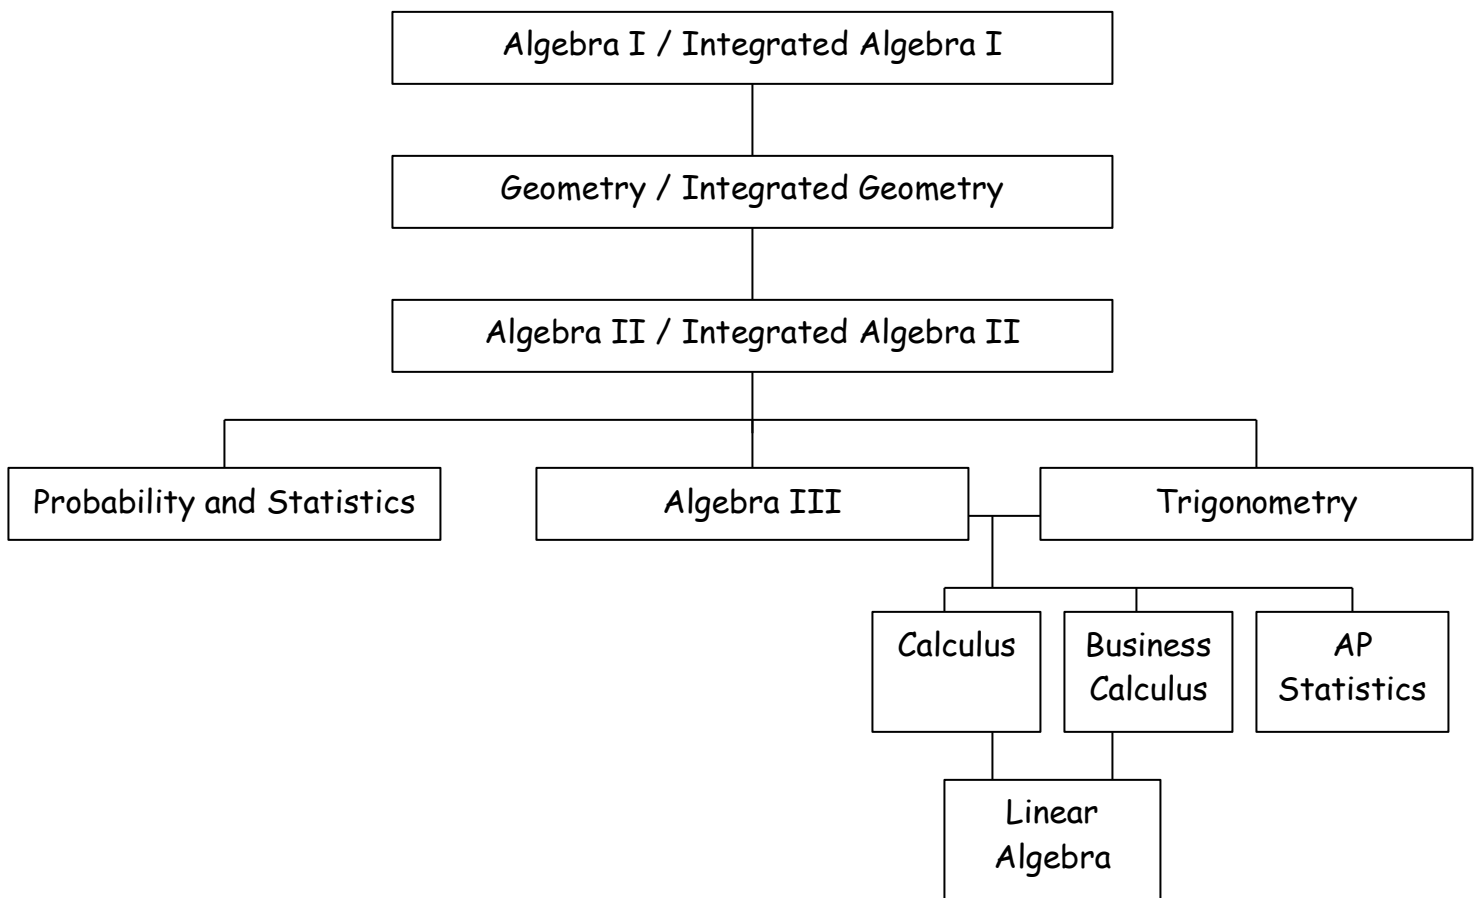 Algebra I / Integrated Algebra I
Geometry / Integrated Geometry
Algebra II / Integrated Algebra II
Probability and Statistics
Algebra III
Trigonometry
Calculus
Business
Calculus
AP
Statistics
Linear
Algebra